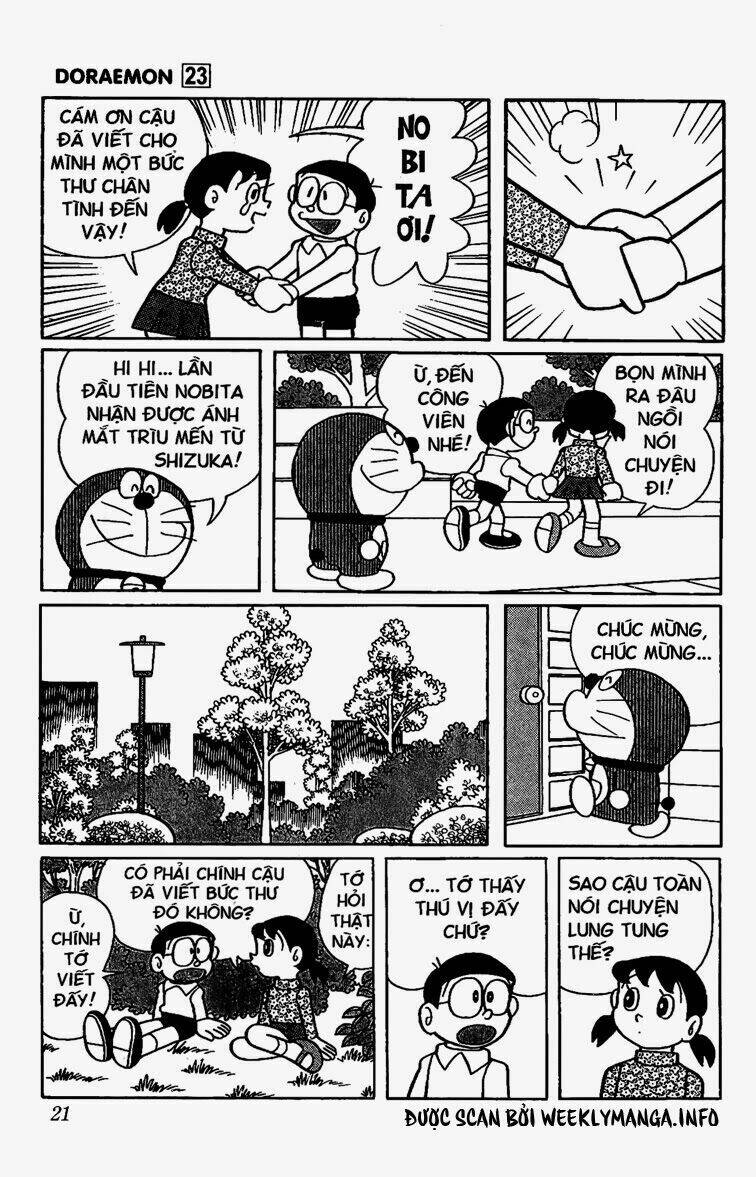 DORAEMON 23
NO
BI
TA
ƠI!
CÁM ƠN CẬU
ĐÃ VIẾT CHO
MÌNH MỘT BỨC
THƯ CHÂN
TÌNH ĐẾN
VẬY!
BỌN MÌNH
RA ĐÂU
NGỒI
NÓI
CHUYỆN
ĐI!
Ừ, ĐẾN
CÔNG
VIÊN
NHÉ!
HI HI... LẦN
ĐẦU TIÊN NOBITA
NHẬN ĐƯỢC ÁNH
MẮT TRÌU MẾN TỪ
SHIZUKA!
CHÚC MỪNG,
CHÚC MỪNG...
SAO CẬU TOÀN
NÓI CHUYỆN
LUNG TUNG
THẾ?
Ơ... TỚ THẤY
THÚ VỊ ĐẤY
CHỨ?
TỚ
HỎI
THẬT
NÀY:
CÓ PHẢI CHÍNH CẬU
ĐÃ VIẾT BỨC THƯ
ĐÓ KHÔNG?
Ừ,
CHÍNH
TỚ
VIẾT
ĐẤY!
21
ĐƯỢC SCAN BỞI WEEKLYMANGA.INFO